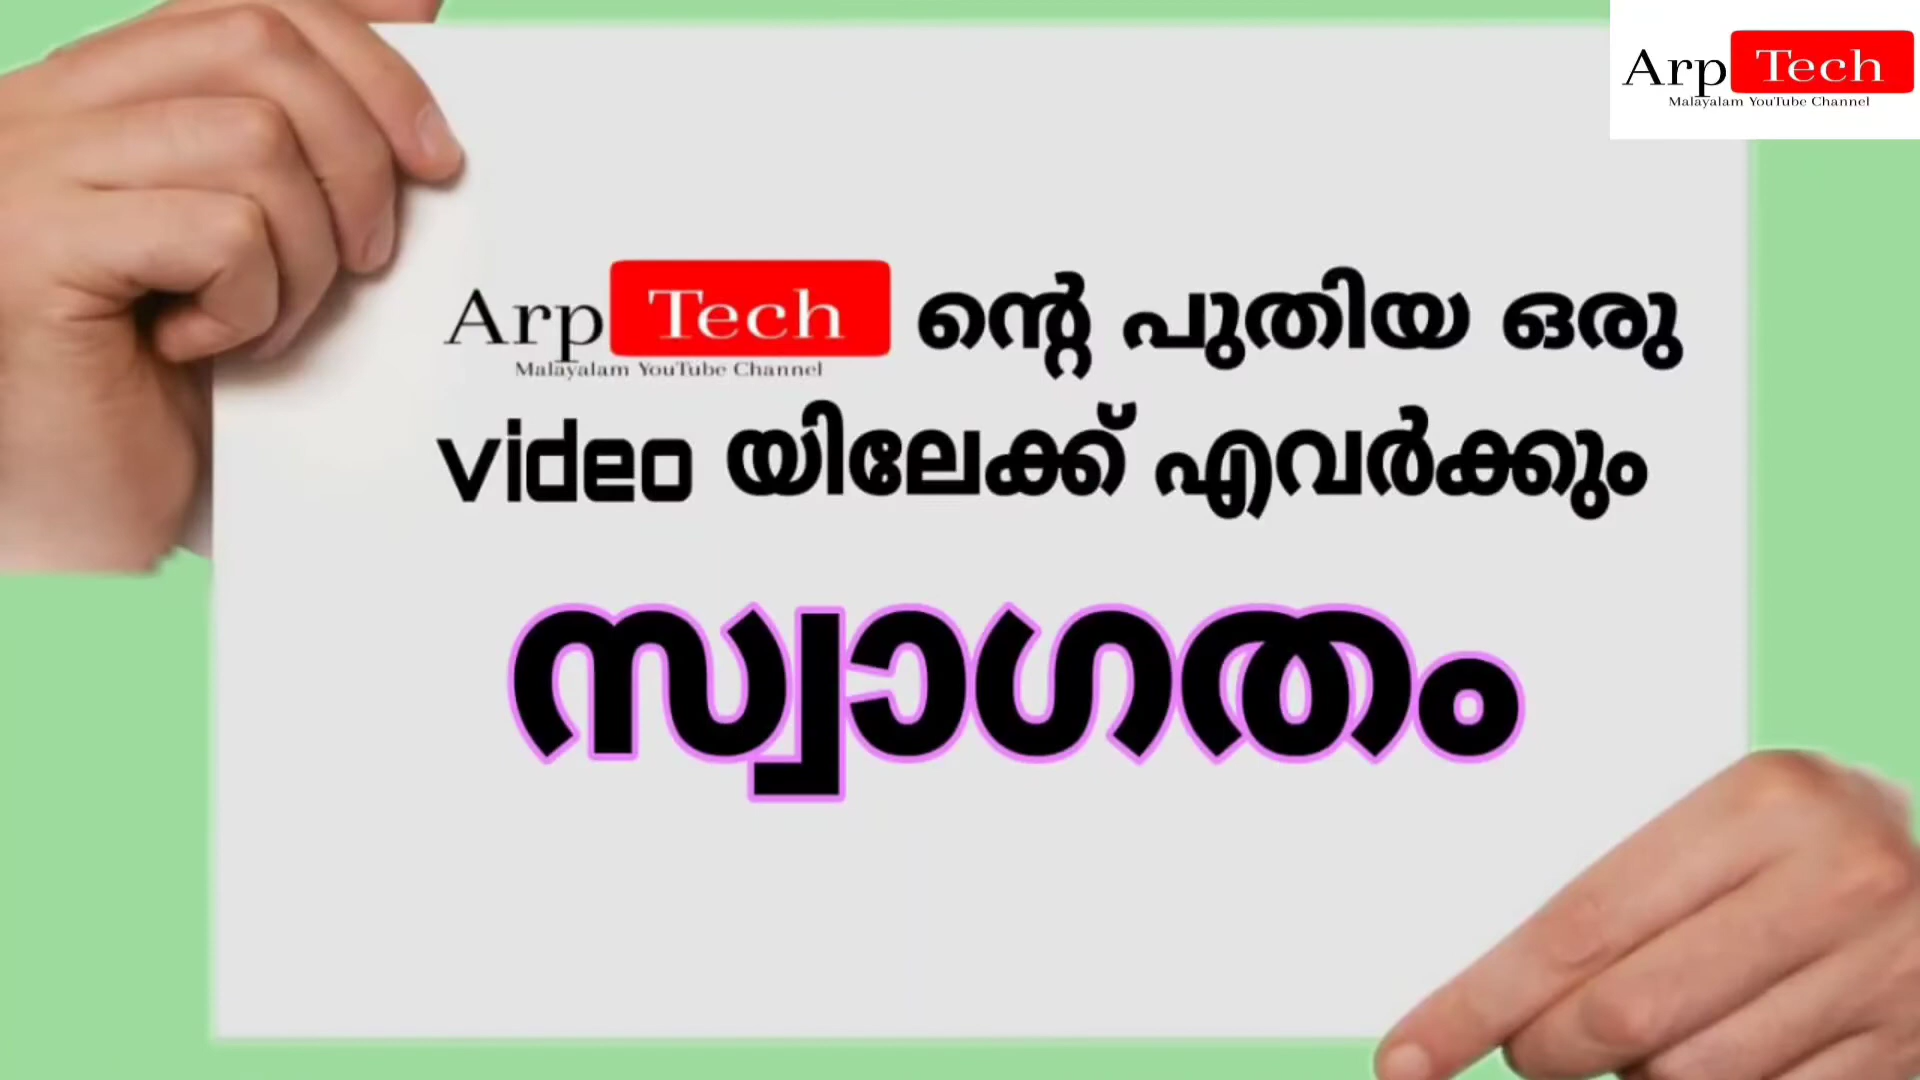 Arp Tech
Malayalam YouTube Channel
Arp Tech ന്റെ പുതിയ ഒരു
Malayalam YouTube Channel
video യിലേക്ക് എവർക്കും
സ്വാഗതം